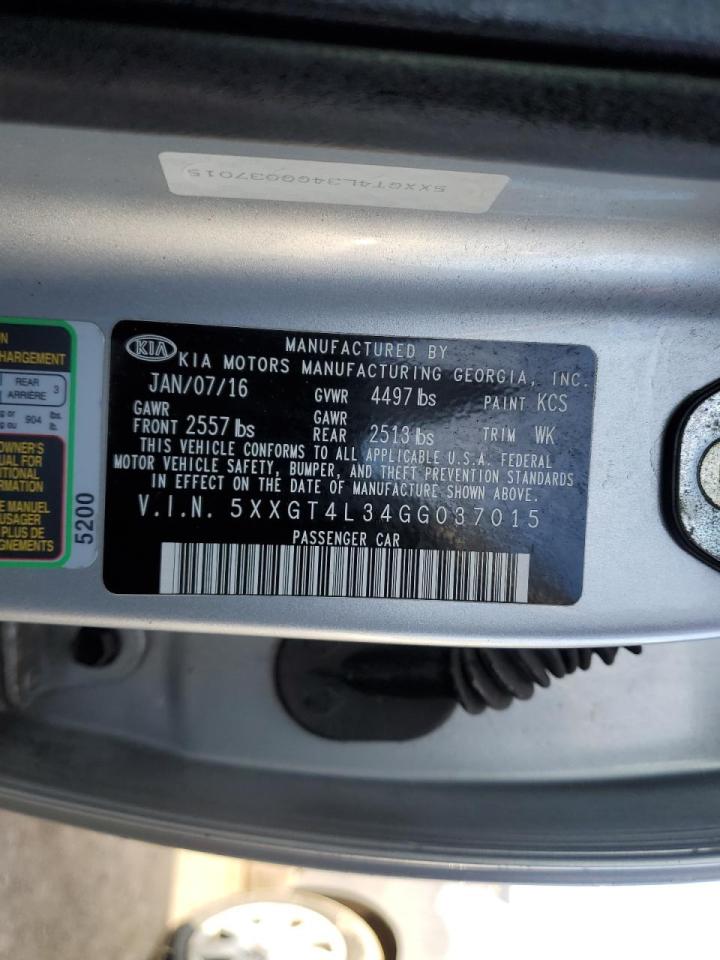 5XXGT4L34GG037015
KIA
MANUFACTURED BY
KIA MOTORS MANUFACTURING GEORGIA, INC.
JAN/07/16 GVWR 4497 lbs PAINT KCS
GAWR FRONT 2557 lbs GAWR REAR 2513 lbs TRIM WK
THIS VEHICLE CONFORMS TO ALL APPLICABLE U.S.A. FEDERAL
MOTOR VEHICLE SAFETY, BUMPER, AND THEFT PREVENTION STANDARDS
IN EFFECT ON THE DATE OF MANUFACTURE SHOWN ABOVE.
V.I.N. 5XXGT4L34GG037015
PASSENGER CAR
HARGEMENT
REAR
ARRIÈRE 3
904 lbs.
OWNER'S
UAL FOR
TIONAL
RMATION
E MANUEL
USAGER
PLUS DE
GNEMENTS
5200